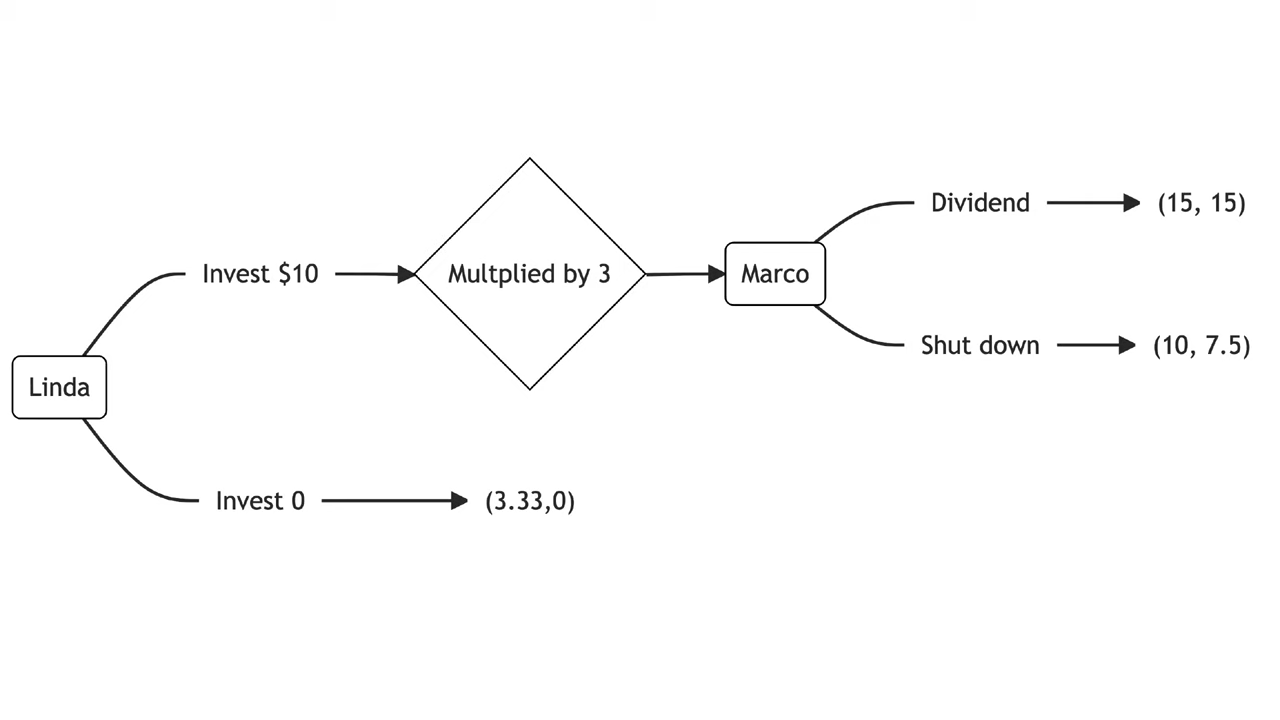 Linda
Invest $10
Multplied by 3
Marco
Dividend
(15, 15)
Shut down
(10, 7.5)
Invest 0
(3.33,0)